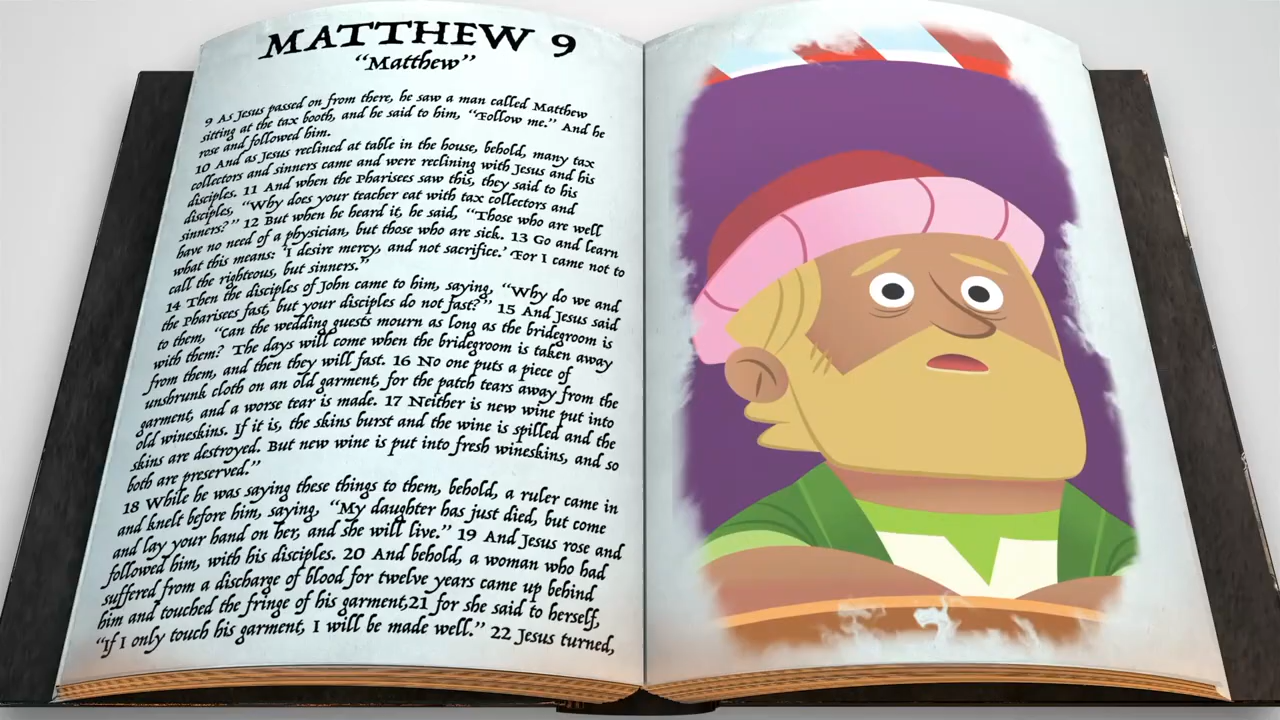 MATTHEW 9
“Matthew”
9 As Jesus passed on from there, he saw a man called Matthew
sitting at the tax booth, and he said to him, “Follow me.” And he
rose and followed him.
10 And as Jesus reclined at table in the house, behold, many tax
collectors and sinners came and were reclining with Jesus and his
disciples. 11 And when the Pharisees saw this, they said to his
disciples, “Why does your teacher eat with tax collectors and
sinners?” 12 But when he heard it, he said, “Those who are well
have no need of a physician, but those who are sick. 13 Go and learn
what this means: ‘I desire mercy, and not sacrifice.’ For I came not to
call the righteous, but sinners.”
14 Then the disciples of John came to him, saying, “Why do we and
the Pharisees fast, but your disciples do not fast?” 15 And Jesus said
to them, “Can the wedding guests mourn as long as the bridegroom is
with them? The days will come when the bridegroom is taken away
from them, and then they will fast. 16 No one puts a piece of
unshrunk cloth on an old garment, for the patch tears away from the
garment, and a worse tear is made. 17 Neither is new wine put into
old wineskins. If it is, the skins burst and the wine is spilled and the
skins are destroyed. But new wine is put into fresh wineskins, and so
both are preserved.”
18 While he was saying these things to them, behold, a ruler came in
and knelt before him, saying, “My daughter has just died, but come
and lay your hand on her, and she will live.” 19 And Jesus rose and
followed him, with his disciples. 20 And behold, a woman who had
suffered from a discharge of blood for twelve years came up behind
him and touched the fringe of his garment,21 for she said to herself,
“If I only touch his garment, I will be made well.” 22 Jesus turned,